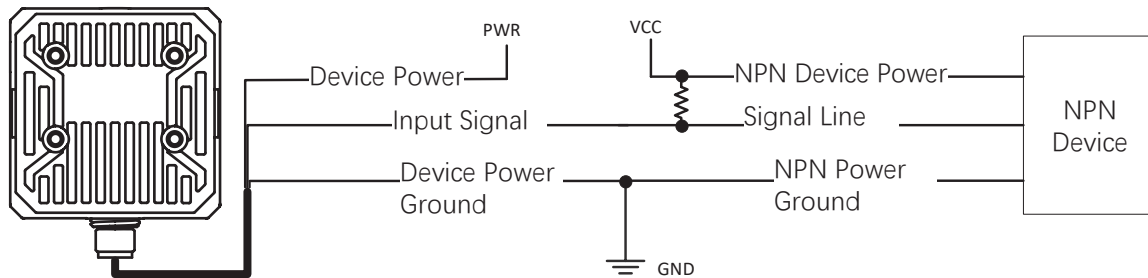 PWR
VCC
Device Power
NPN Device Power
Input Signal
Signal Line
NPN
Device
Device Power
Ground
NPN Power
Ground
GND